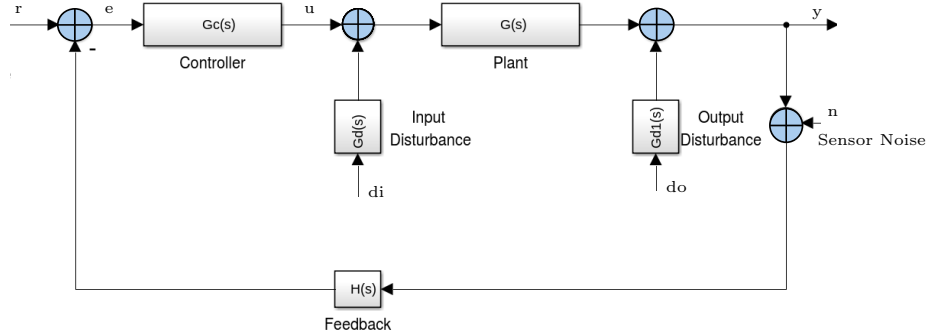 r
e
Gc(s)
u
G(s)
y
-
Controller
Plant
Gd(s)
Input
Disturbance
Gd1(s)
Output
Disturbance
n
Sensor Noise
di
do
H(s)
Feedback